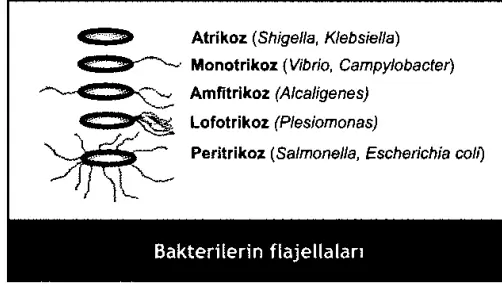 Atrikoz (Shigella, Klebsiella)
Monotrikoz (Vibrio, Campylobacter)
Amfitrikoz (Alcaligenes)
Lofotrikoz (Plesiomonas)
Peritrikoz (Salmonella, Escherichia coli)
Bakterilerin flajellaları